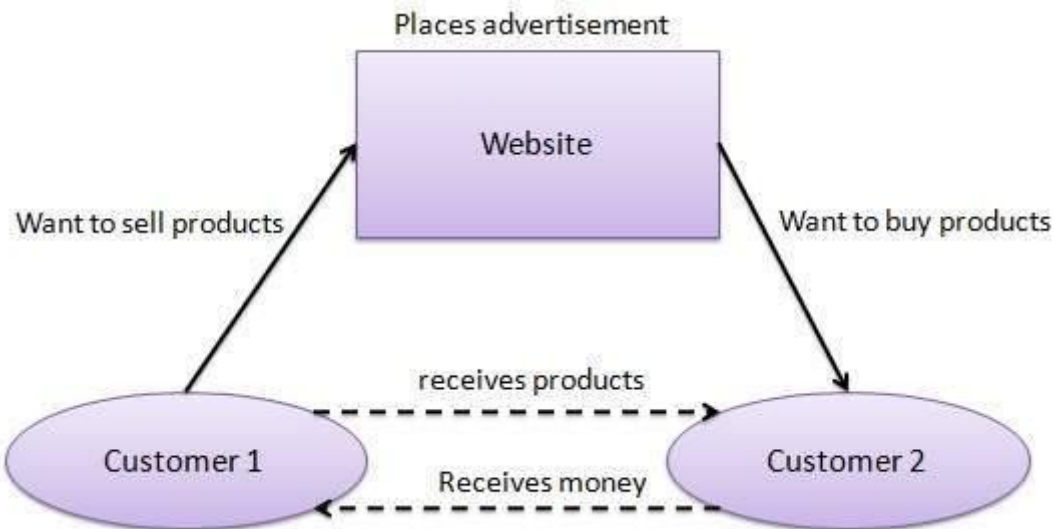 Places advertisement
Website
Want to sell products
Want to buy products
receives products
Customer 1
Customer 2
Receives money